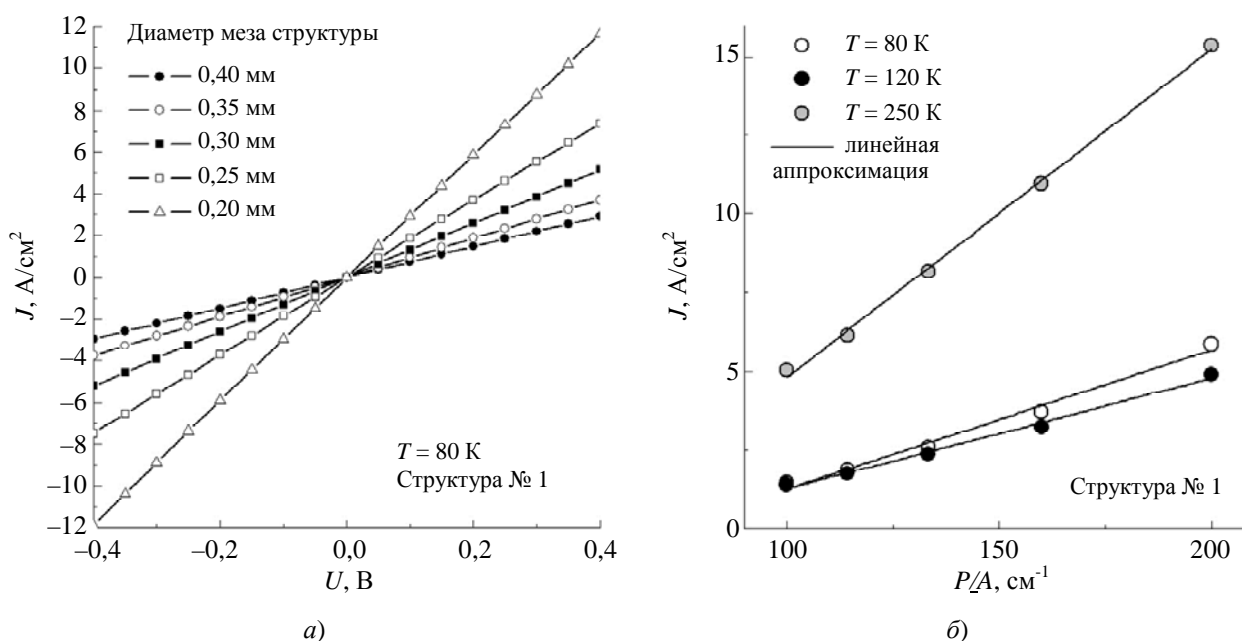 12
10
8
6
4
2
0
–2
–4
–6
–8
–10
–12
J, А/см²
Диаметр меза структуры
0,40 мм
0,35 мм
0,30 мм
0,25 мм
0,20 мм
T = 80 К
Структура № 1
–0,4
–0,2
0,0
0,2
0,4
U, В
а)
15
10
5
0
J, А/см²
T = 80 К
T = 120 К
T = 250 К
линейная
аппроксимация
Структура № 1
100
150
200
P/A, см⁻¹
б)